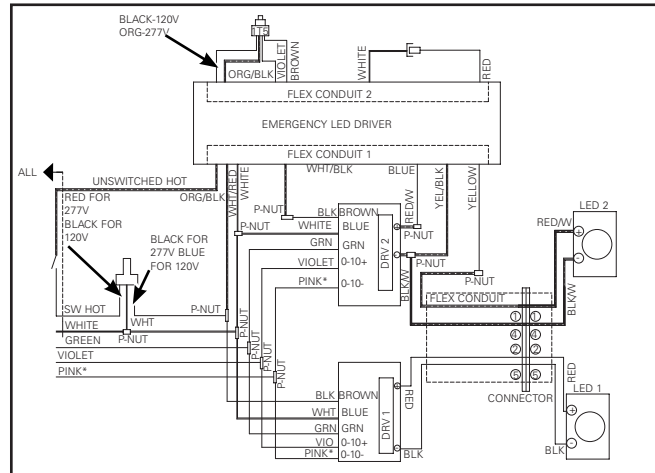 BLACK-120V
ORG-277V
1T5
ORG/BLK
VIOLET
BROWN
WHITE
RED
FLEX CONDUIT 2
EMERGENCY LED DRIVER
FLEX CONDUIT 1
ALL
UNSWITCHED HOT
ORG/BLK
WHT/RED
WHITE
WHT/BLK
BLUE
YEL/BLK
YELLOW
RED FOR
277V
BLACK FOR
120V
BLACK FOR
277V BLUE
FOR 120V
P-NUT
P-NUT
BLK
BROWN
WHITE
BLUE
GRN
GRN
VIOLET
0-10+
PINK*
0-10-
DRV 2
RED/W
P-NUT
BLK/W
P-NUT
FLEX CONDUIT
LED 2
RED/W
BLK/W
+
-
SW HOT
WHT
P-NUT
WHITE
P-NUT
GREEN
VIOLET
PINK*
P-NUT
P-NUT
P-NUT
1 1
4 4
2 2
5 5
CONNECTOR
BLK
BROWN
WHT
BLUE
GRN
GRN
VIO
0-10+
PINK*
0-10-
DRV 1
RED
BLK
RED
LED 1
BLK
+
-